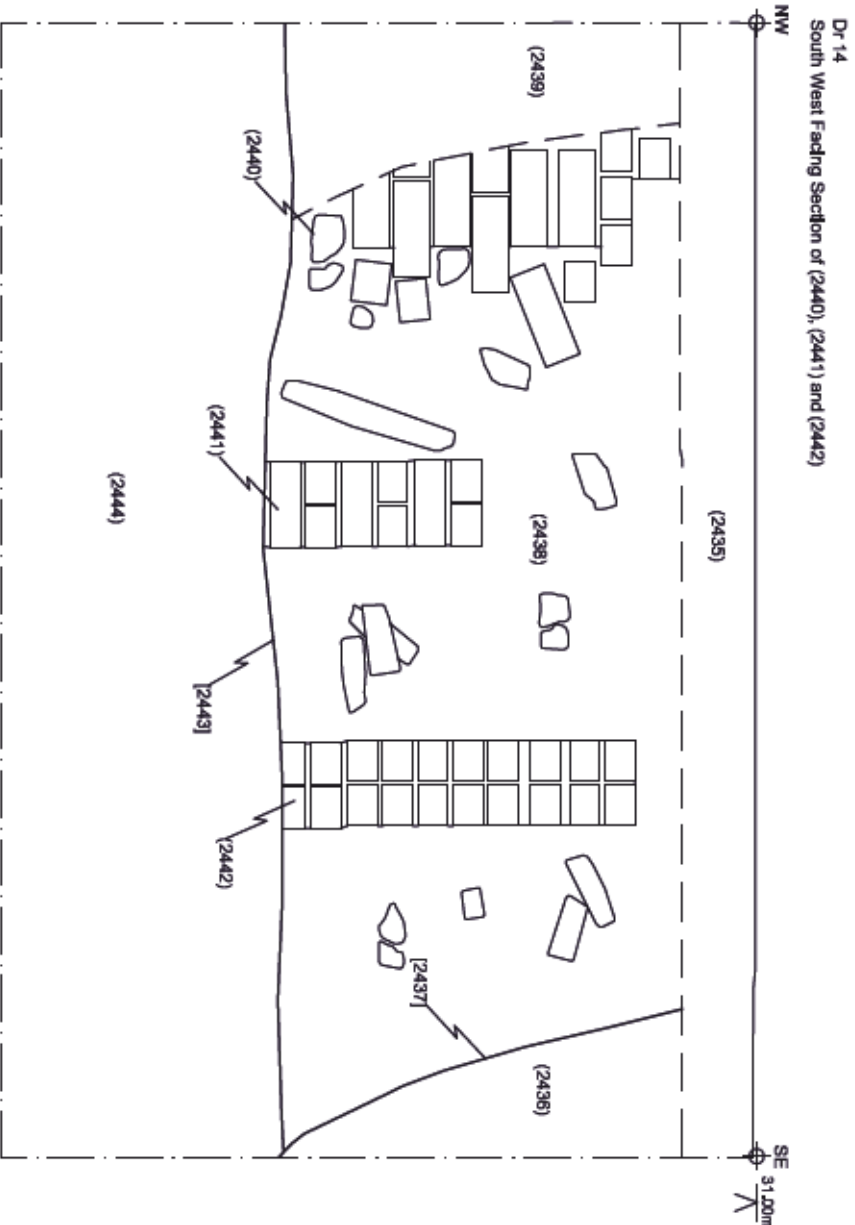 Dr 14
South West Facing Section of (2440), (2441) and (2442)
NW
SE
31.00m
(2435)
(2439)
(2438)
(2436)
(2440)
[2437]
(2441)
(2442)
[2443]
(2444)